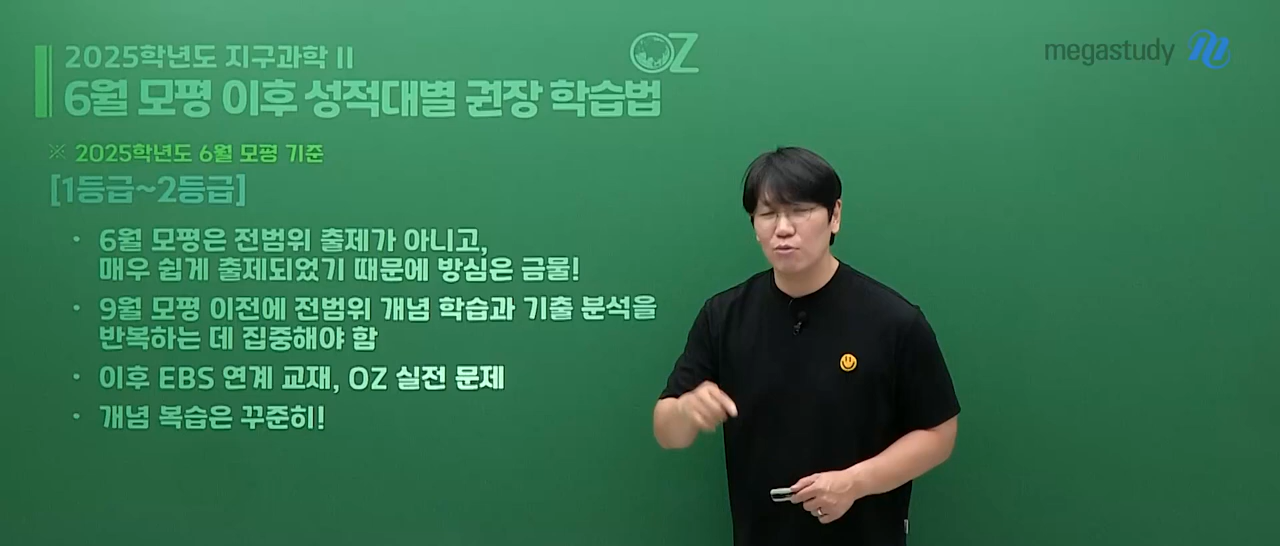 2025학년도 지구과학 II
OZ
megastudy
6월 모평 이후 성적대별 권장 학습법
※ 2025학년도 6월 모평 기준
[1등급~2등급]
· 6월 모평은 전범위 출제가 아니고,
매우 쉽게 출제되었기 때문에 방심은 금물!
· 9월 모평 이전에 전범위 개념 학습과 기출 분석을
반복하는 데 집중해야 함
· 이후 EBS 연계 교재, OZ 실전 문제
· 개념 복습은 꾸준히!